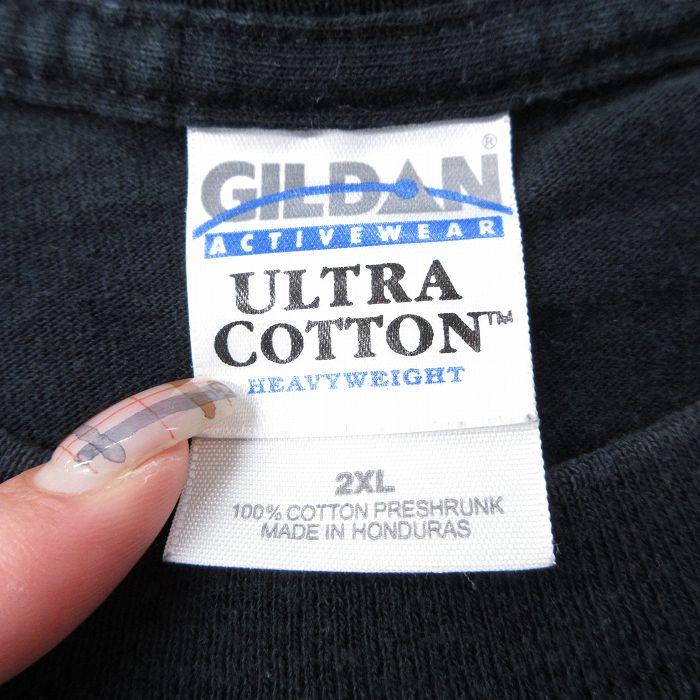 GILDAN®
ACTIVEWEAR
ULTRA
COTTON™
HEAVYWEIGHT
2XL
100% COTTON PRESHRUNK
MADE IN HONDURAS